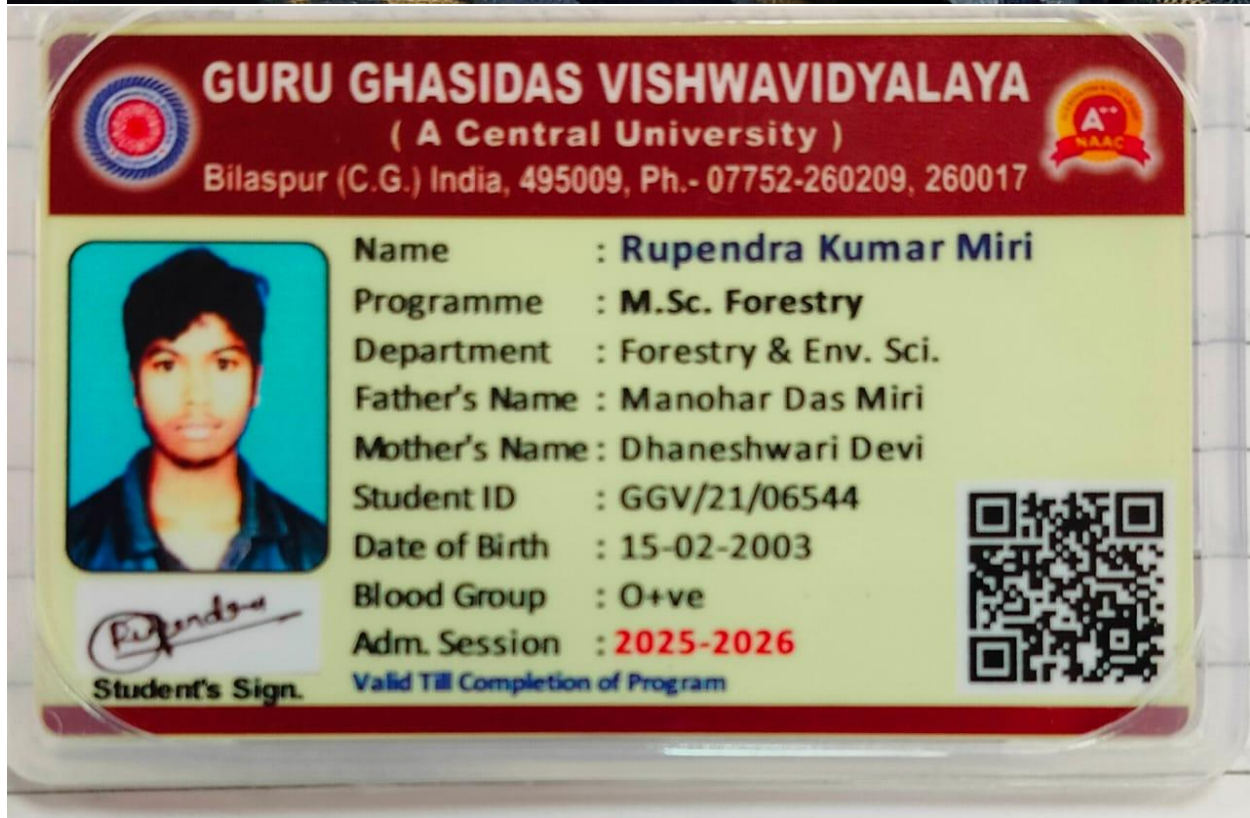 GURU GHASIDAS VISHWAVIDYALAYA
( A Central University )
Bilaspur (C.G.) India, 495009, Ph.- 07752-260209, 260017
A++
NAAC
Name : Rupendra Kumar Miri
Programme : M.Sc. Forestry
Department : Forestry & Env. Sci.
Father's Name : Manohar Das Miri
Mother's Name : Dhaneshwari Devi
Student ID : GGV/21/06544
Date of Birth : 15-02-2003
Blood Group : O+ve
Adm. Session : 2025-2026
Valid Till Completion of Program
Rupendra
Student's Sign.